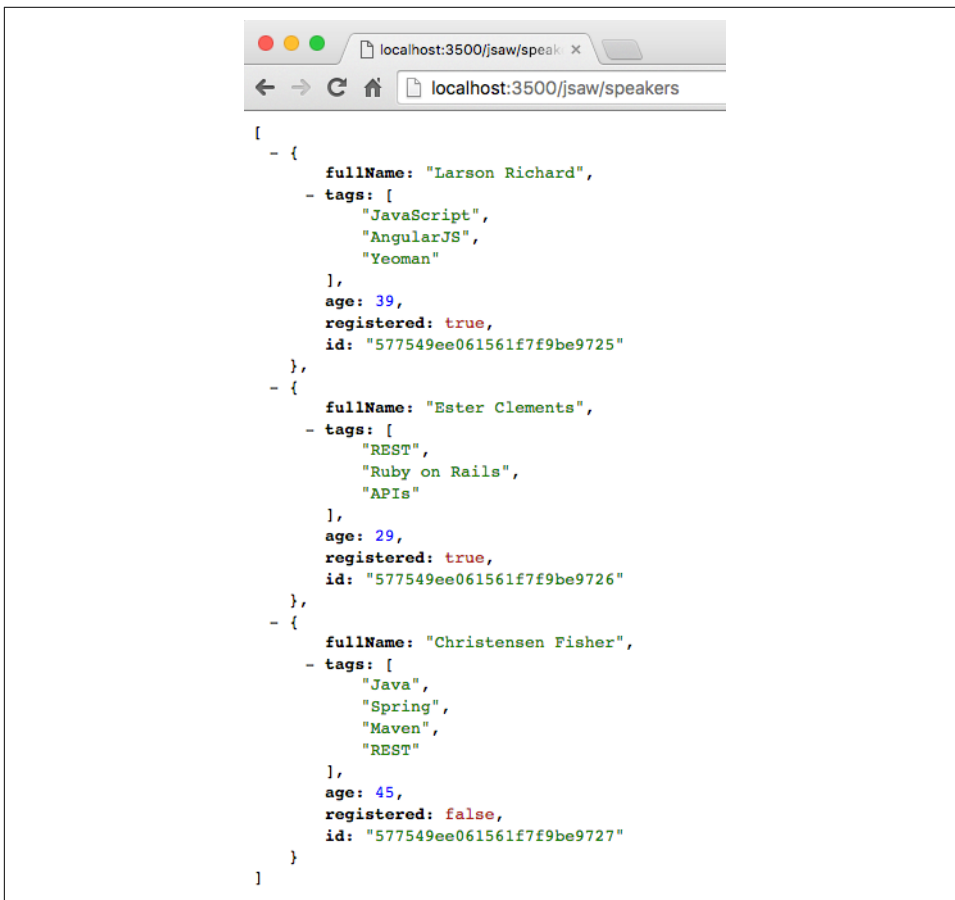 localhost:3500/jsaw/speak
localhost:3500/jsaw/speakers
[
- {
fullName: "Larson Richard",
- tags: [
"JavaScript",
"AngularJS",
"Yeoman"
],
age: 39,
registered: true,
id: "577549ee061561f7f9be9725"
},
- {
fullName: "Ester Clements",
- tags: [
"REST",
"Ruby on Rails",
"APIs"
],
age: 29,
registered: true,
id: "577549ee061561f7f9be9726"
},
- {
fullName: "Christensen Fisher",
- tags: [
"Java",
"Spring",
"Maven",
"REST"
],
age: 45,
registered: false,
id: "577549ee061561f7f9be9727"
}
]